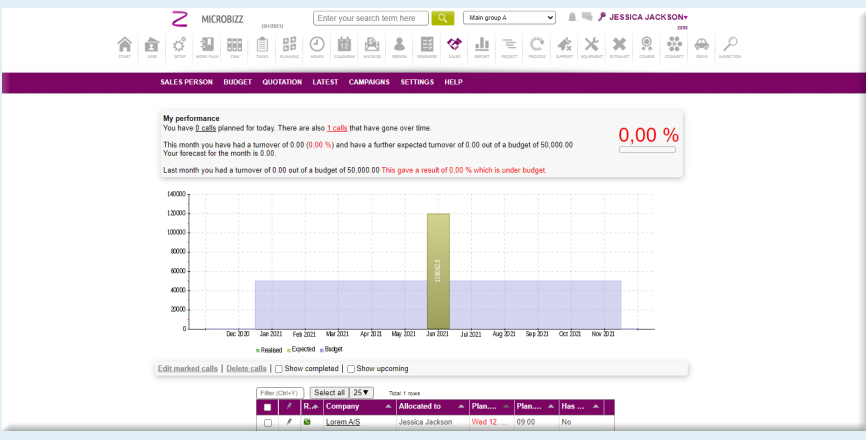 MICROBIZZ
(Q1/2021)
Enter your search term here
Main group A
JESSICA JACKSON▾
2095
START USER SETUP WORK PLAN CRM TASKS PLANNING HOURS CALENDAR INVOICES PERSON REMINDER SALES REPORT PROJECT PROCESS SUPPORT EQUIPMENT EXTRANET COURSE CONNECT DRIVE INSPECTION
SALES PERSON BUDGET QUOTATION LATEST CAMPAIGNS SETTINGS HELP
My performance
You have 0 calls planned for today. There are also 1 calls that have gone over time.
This month you have had a turnover of 0.00 (0.00 %) and have a further expected turnover of 0.00 out of a budget of 50,000.00
Your forecast for the month is 0.00.
Last month you had a turnover of 0.00 out of a budget of 50,000.00 This gave a result of 0.00 % which is under budget.
0,00 %
140000
120000
100000
80000
60000
40000
20000
0
Dec 2020 Jan 2021 Feb 2021 Mar 2021 Apr 2021 May 2021 Jun 2021 Jul 2021 Aug 2021 Sep 2021 Oct 2021 Nov 2021
Realised Expected Budget
Edit marked calls | Delete calls | Show completed | Show upcoming
Filter (Ctrl+Y) Select all 25▼ Total 1 rows
R... Company Allocated to Plan.... Plan.... Has ...
Lorem A/S Jessica Jackson Wed 12. ... 09:00 No